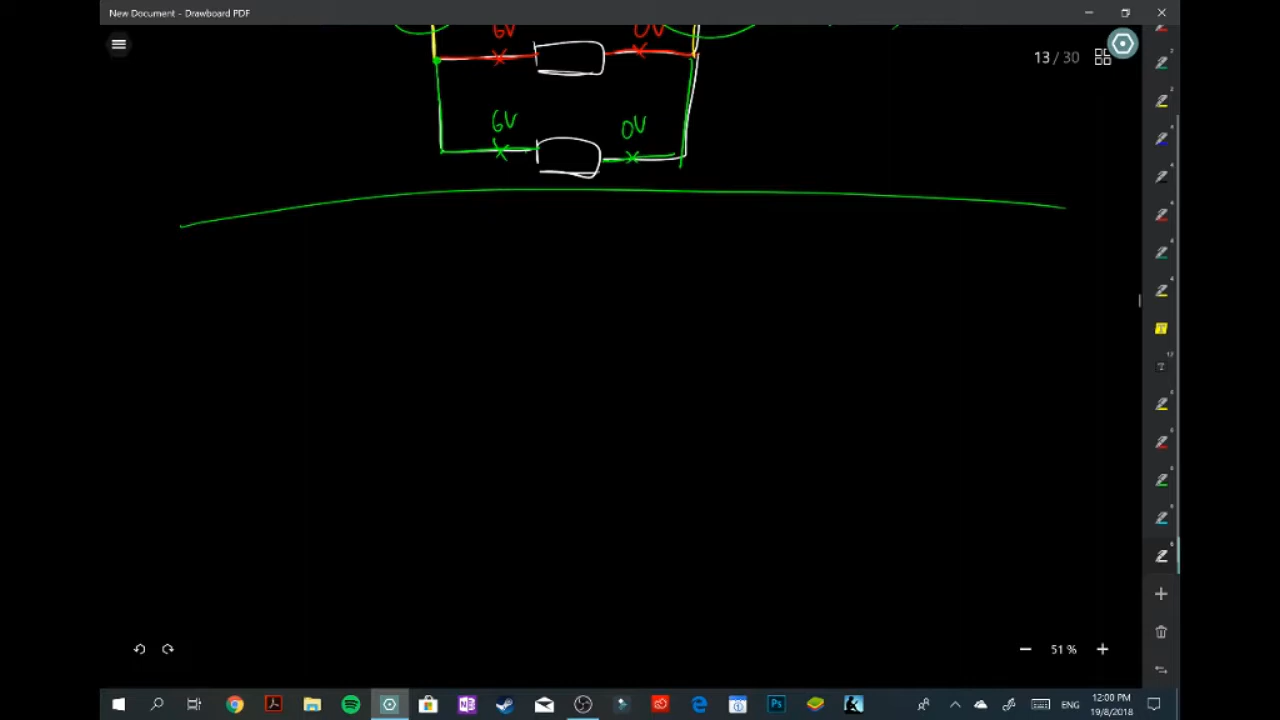 New Document - Drawboard PDF
6V 0V
13 / 30
6V 0V
51 %
ENG
12:00 PM
19/8/2018